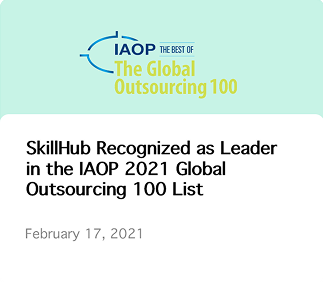 IAOP THE BEST OF
The Global
Outsourcing 100
SkillHub Recognized as Leader
in the IAOP 2021 Global
Outsourcing 100 List
February 17, 2021